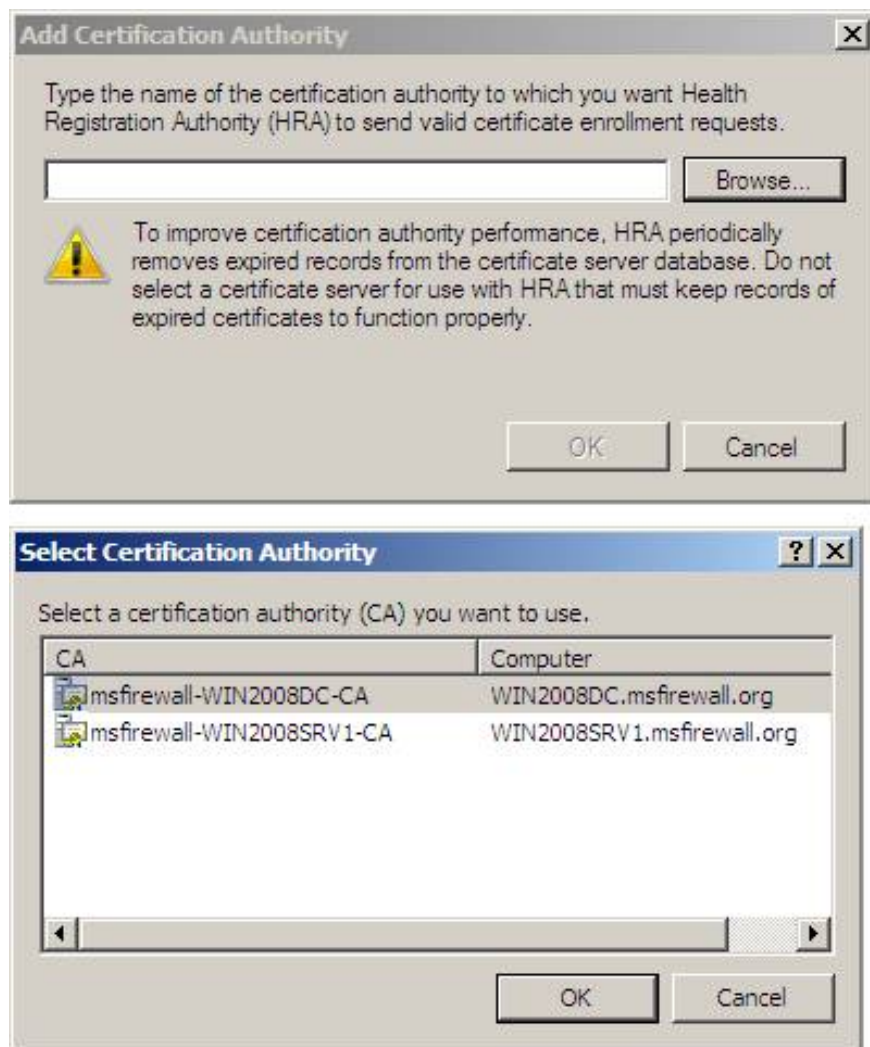 Add Certification Authority
Type the name of the certification authority to which you want Health
Registration Authority (HRA) to send valid certificate enrollment requests.
Browse...
To improve certification authority performance, HRA periodically
removes expired records from the certificate server database. Do not
select a certificate server for use with HRA that must keep records of
expired certificates to function properly.
OK Cancel
Select Certification Authority
Select a certification authority (CA) you want to use.
CA Computer
msfirewall-WIN2008DC-CA WIN2008DC.msfirewall.org
msfirewall-WIN2008SRV1-CA WIN2008SRV1.msfirewall.org
OK Cancel